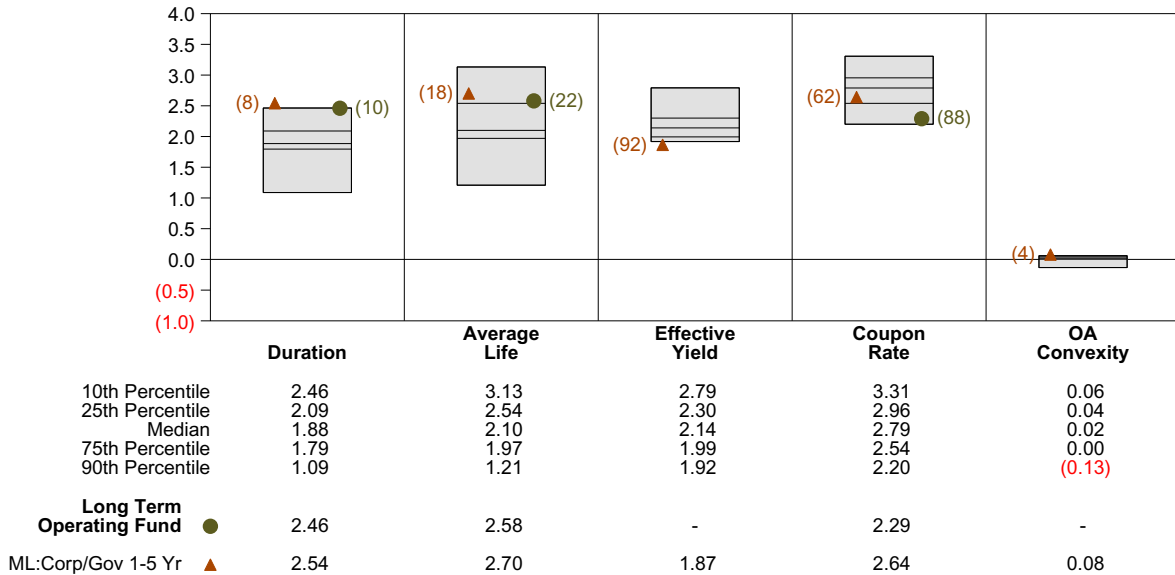 4.0
3.5
3.0
2.5
2.0
1.5
1.0
0.5
0.0
(0.5)
(1.0)
(8)
(10)
(18)
(22)
(92)
(62)
(88)
(4)
Duration
Average
Life
Effective
Yield
Coupon
Rate
OA
Convexity
10th Percentile 2.46 3.13 2.79 3.31 0.06
25th Percentile 2.09 2.54 2.30 2.96 0.04
Median 1.88 2.10 2.14 2.79 0.02
75th Percentile 1.79 1.97 1.99 2.54 0.00
90th Percentile 1.09 1.21 1.92 2.20 (0.13)
Long Term
Operating Fund 2.46 2.58 - 2.29 -
ML:Corp/Gov 1-5 Yr 2.54 2.70 1.87 2.64 0.08